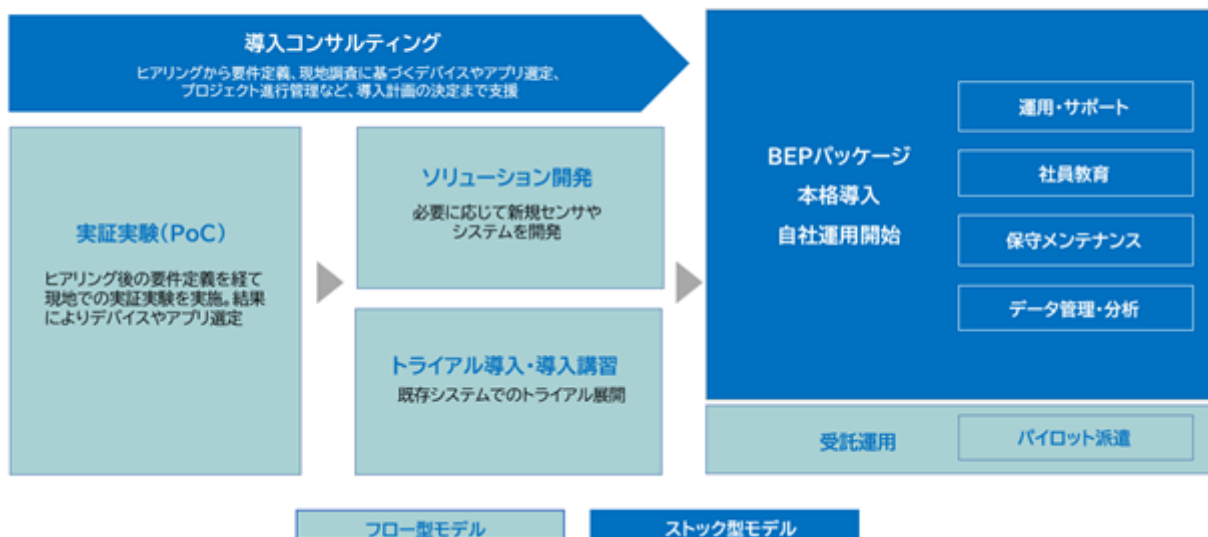 導入コンサルティング
ヒアリングから要件定義、現地調査に基づくデバイスやアプリ選定、
プロジェクト進行管理など、導入計画の決定まで支援
実証実験(PoC)
ヒアリング後の要件定義を経て
現地での実証実験を実施。結果
によりデバイスやアプリ選定
ソリューション開発
必要に応じて新規センサや
システムを開発
トライアル導入・導入講習
既存システムでのトライアル展開
BEPパッケージ
本格導入
自社運用開始
運用・サポート
社員教育
保守メンテナンス
データ管理・分析
受託運用
パイロット派遣
フロー型モデル
ストック型モデル